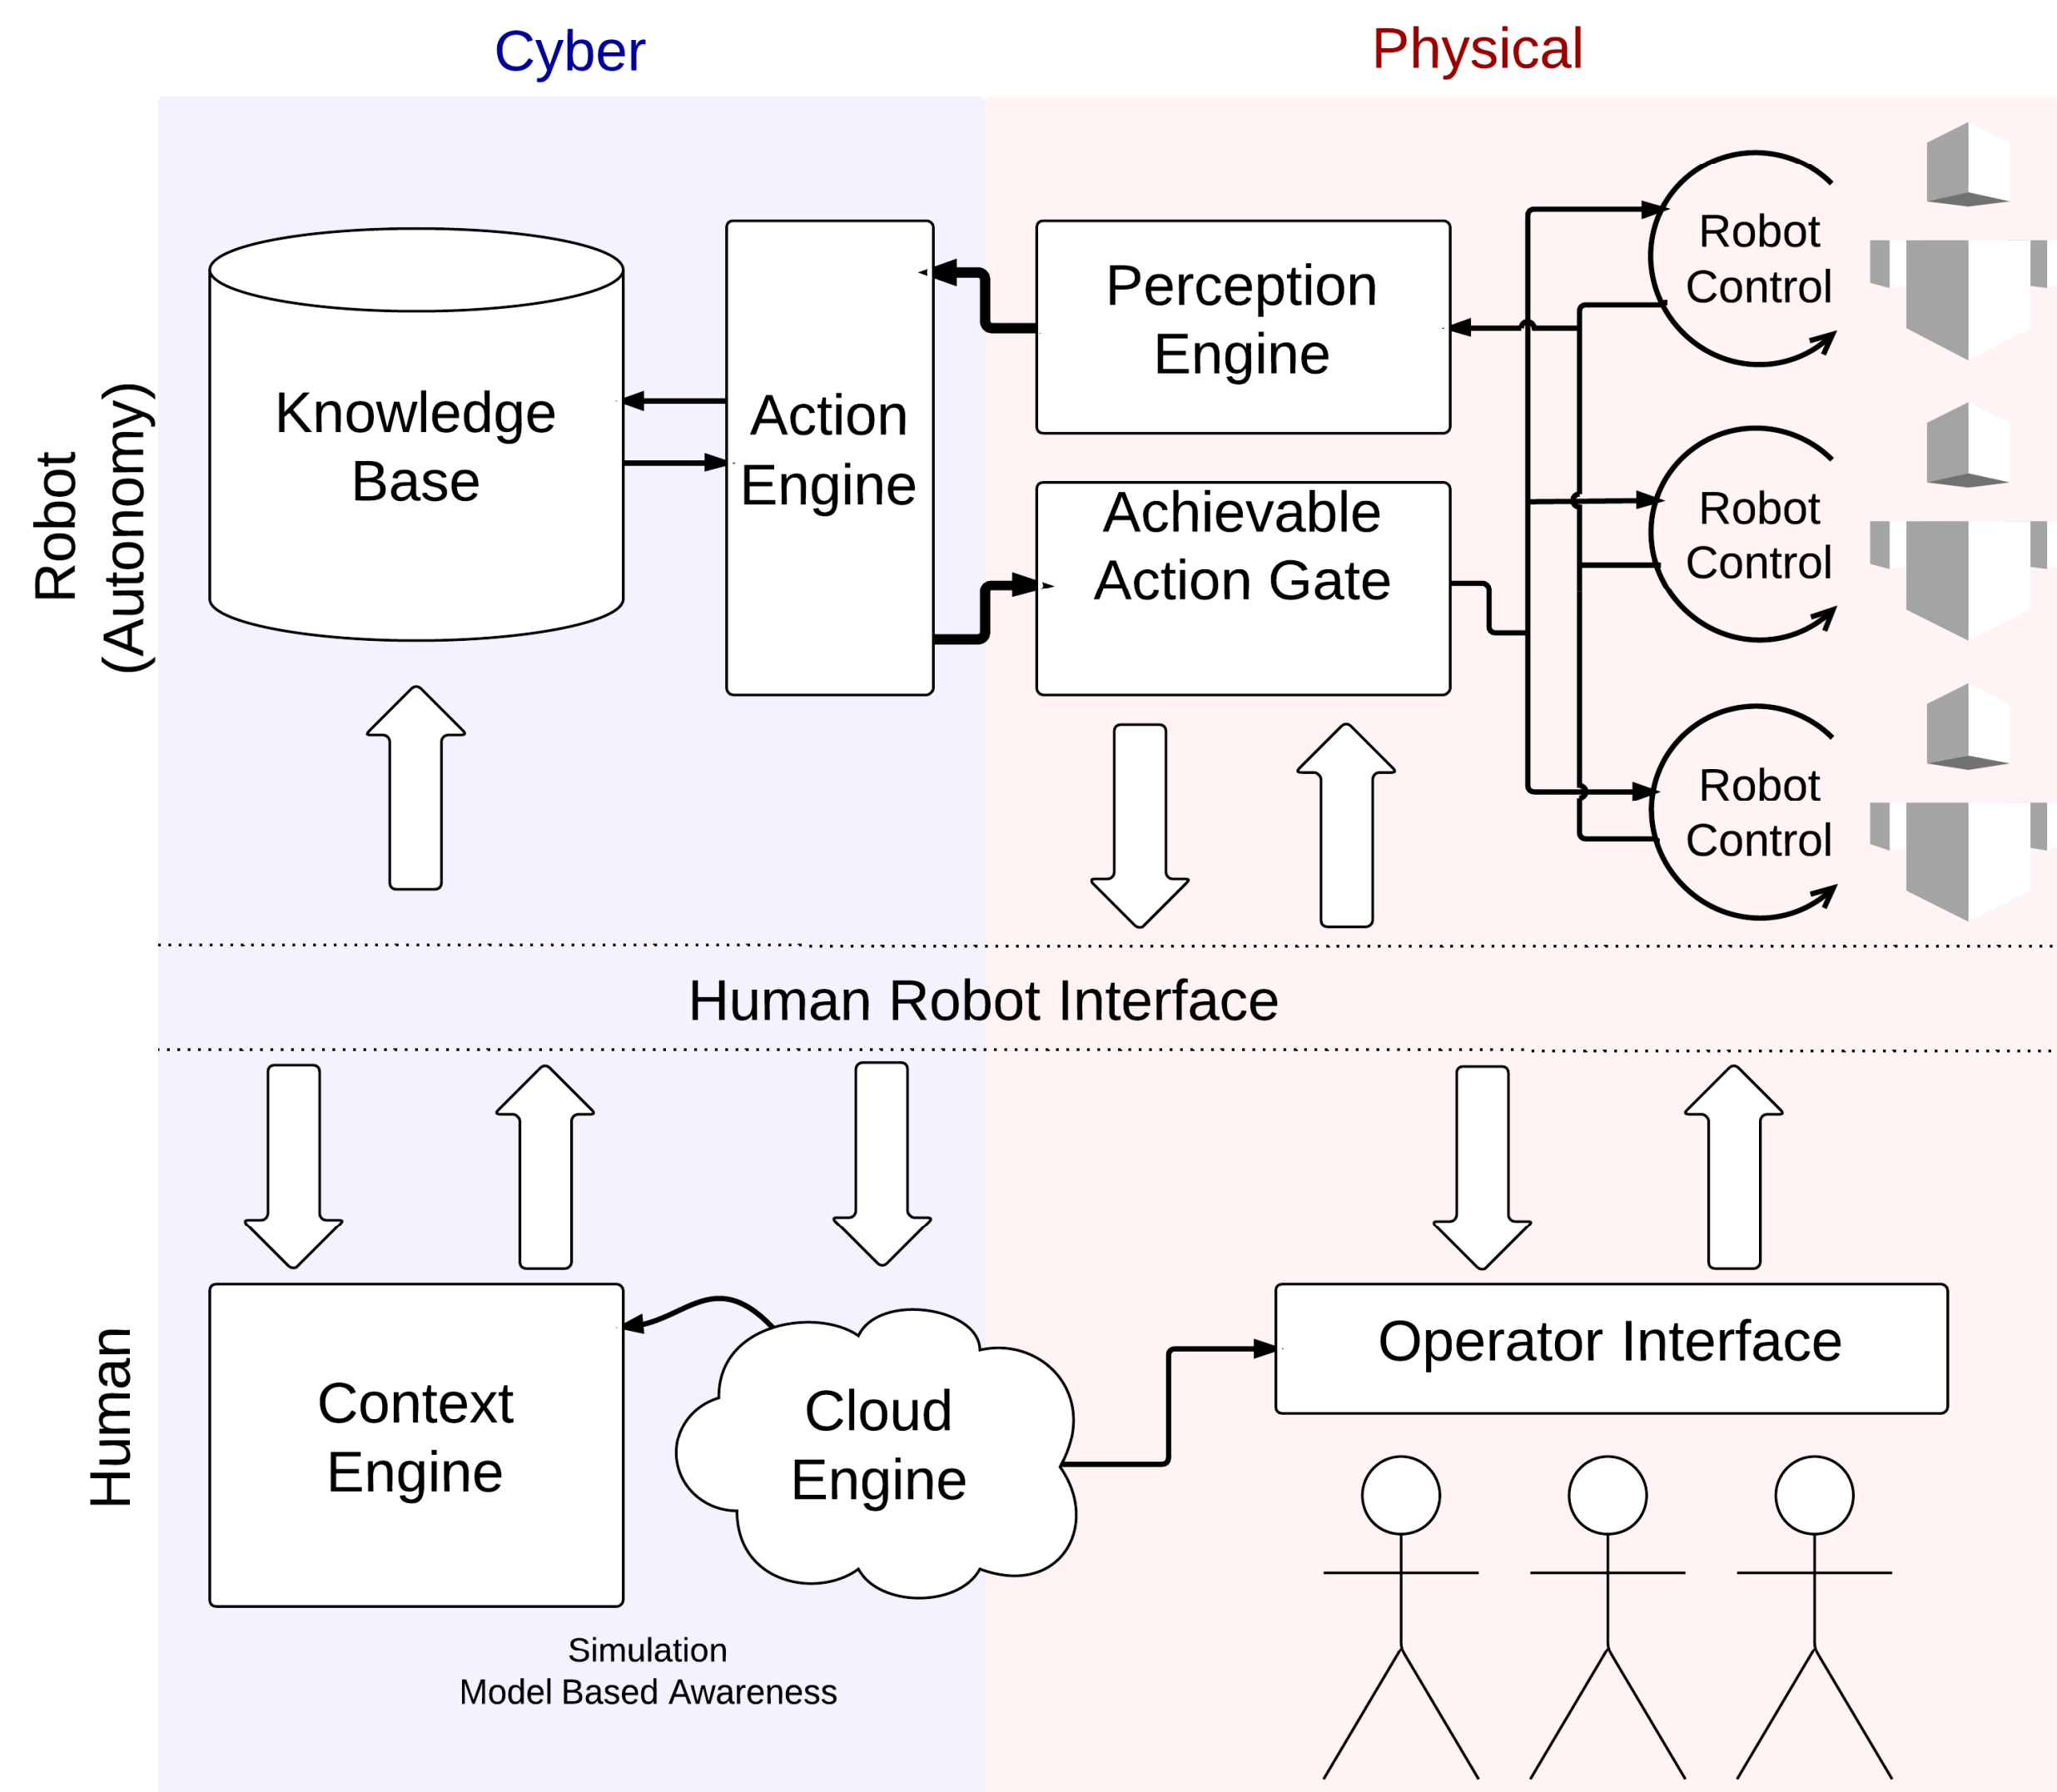 Cyber
Physical
Robot
(Autonomy)
Knowledge
Base
Action
Engine
Perception
Engine
Achievable
Action Gate
Robot
Control
Robot
Control
Robot
Control
Human Robot Interface
Human
Context
Engine
Cloud
Engine
Operator Interface
Simulation
Model Based Awareness